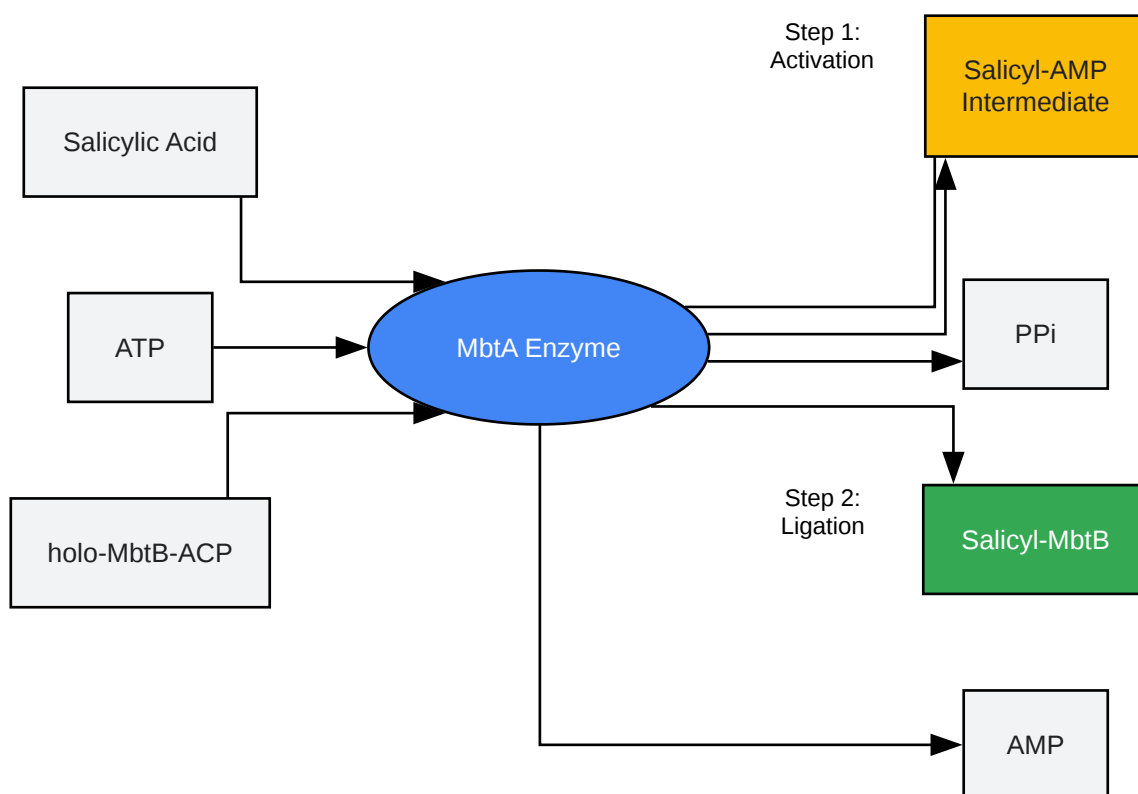 Step 1:
Activation
Salicyl-AMP
Intermediate
Salicylic Acid
ATP
MbtA Enzyme
PPi
holo-MbtB-ACP
Step 2:
Ligation
Salicyl-MbtB
AMP